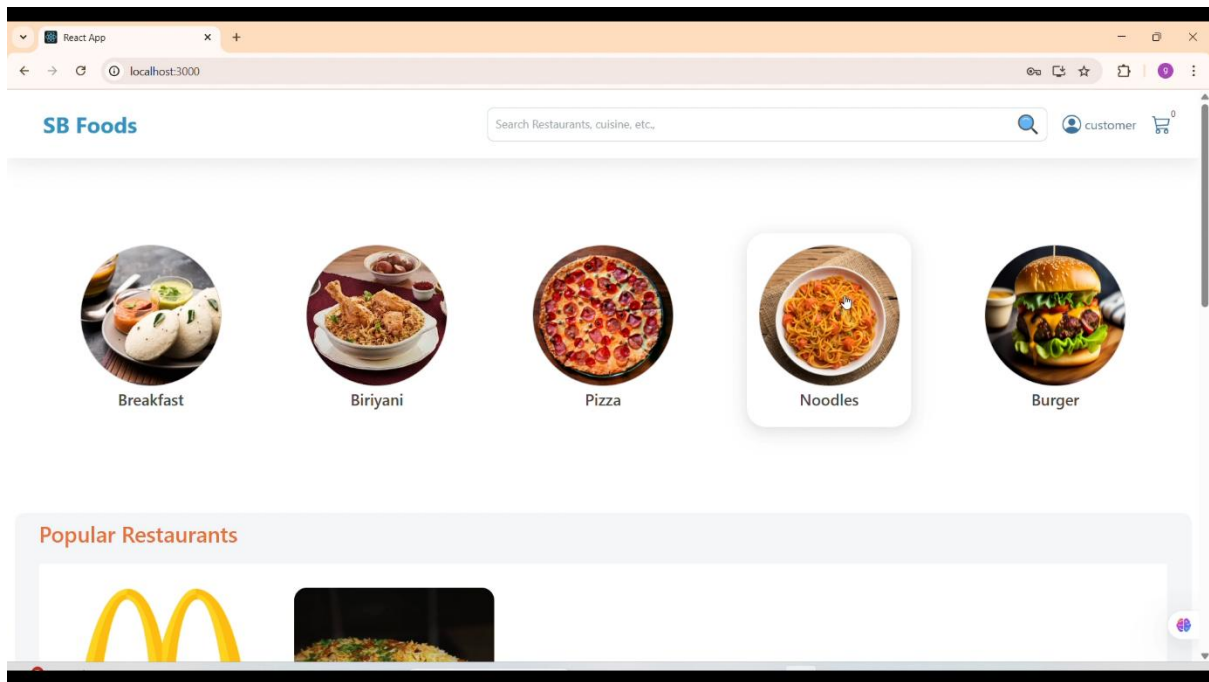 React App
localhost:3000
9
SB Foods
Search Restaurants, cuisine, etc.,
customer
0
Breakfast
Biriyani
Pizza
Noodles
Burger
Popular Restaurants